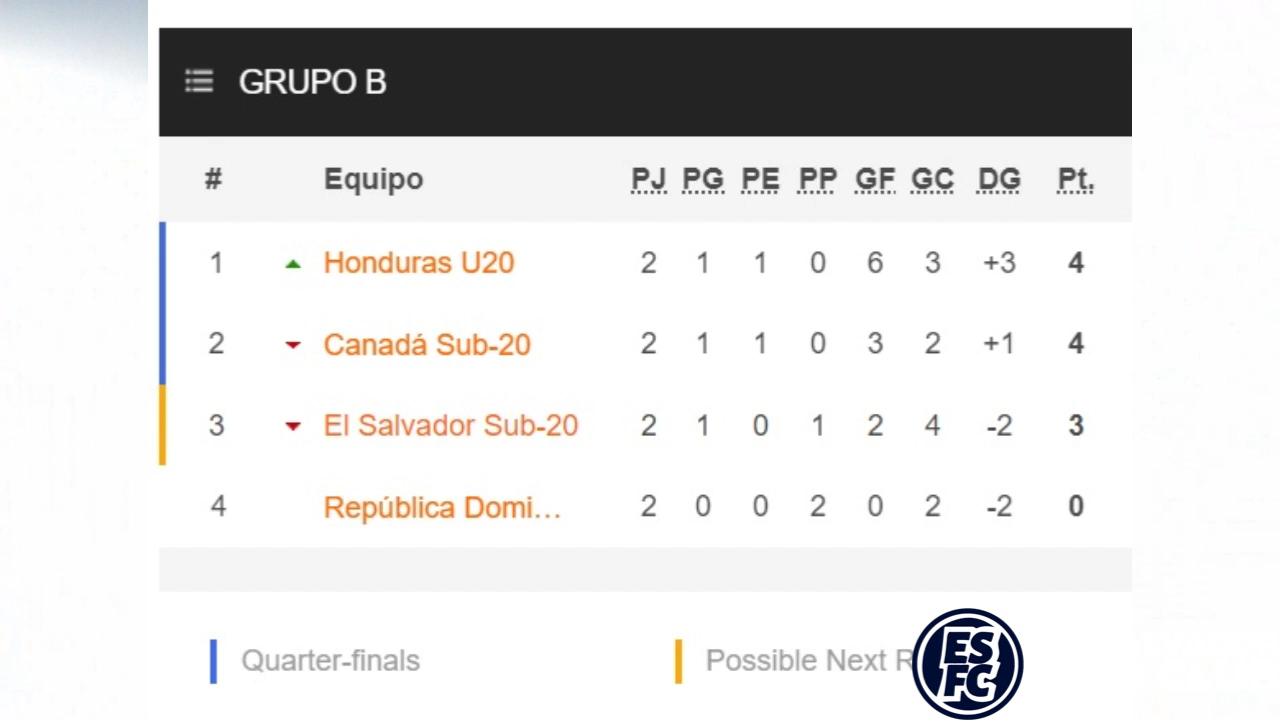 GRUPO B
# Equipo PJ PG PE PP GF GC DG Pt.
1 Honduras U20 2 1 1 0 6 3 +3 4
2 Canadá Sub-20 2 1 1 0 3 2 +1 4
3 El Salvador Sub-20 2 1 0 1 2 4 -2 3
4 República Domi... 2 0 0 2 0 2 -2 0
Quarter-finals Possible Next
ES
FC